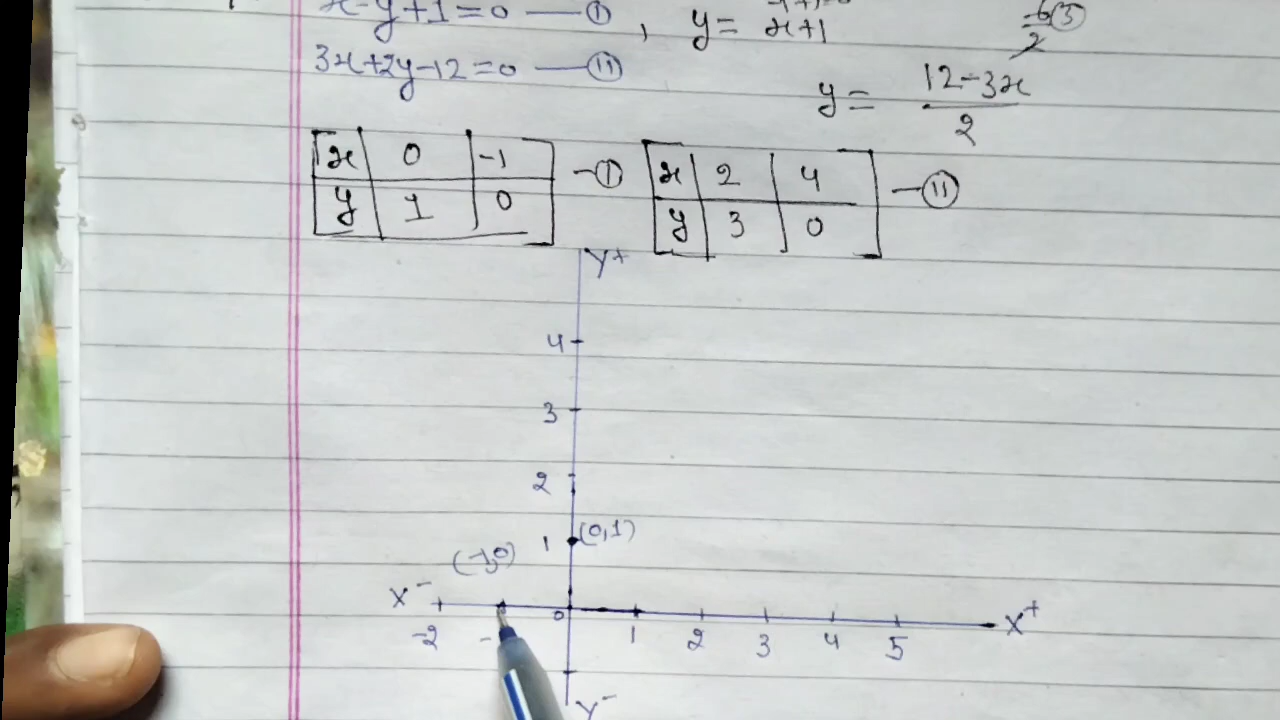 x-y+1=0 —— (I) , y= x+1
3x+2y-12=0 —— (II)
y= 12-3x / 2
x | 0 | -1
y | 1 | 0
—(I)
x | 2 | 4
y | 3 | 0
—(II)
Y+
4
3
2
1 (0,1)
(-1,0)
X- 0 X+
-2 1 2 3 4 5
Y-